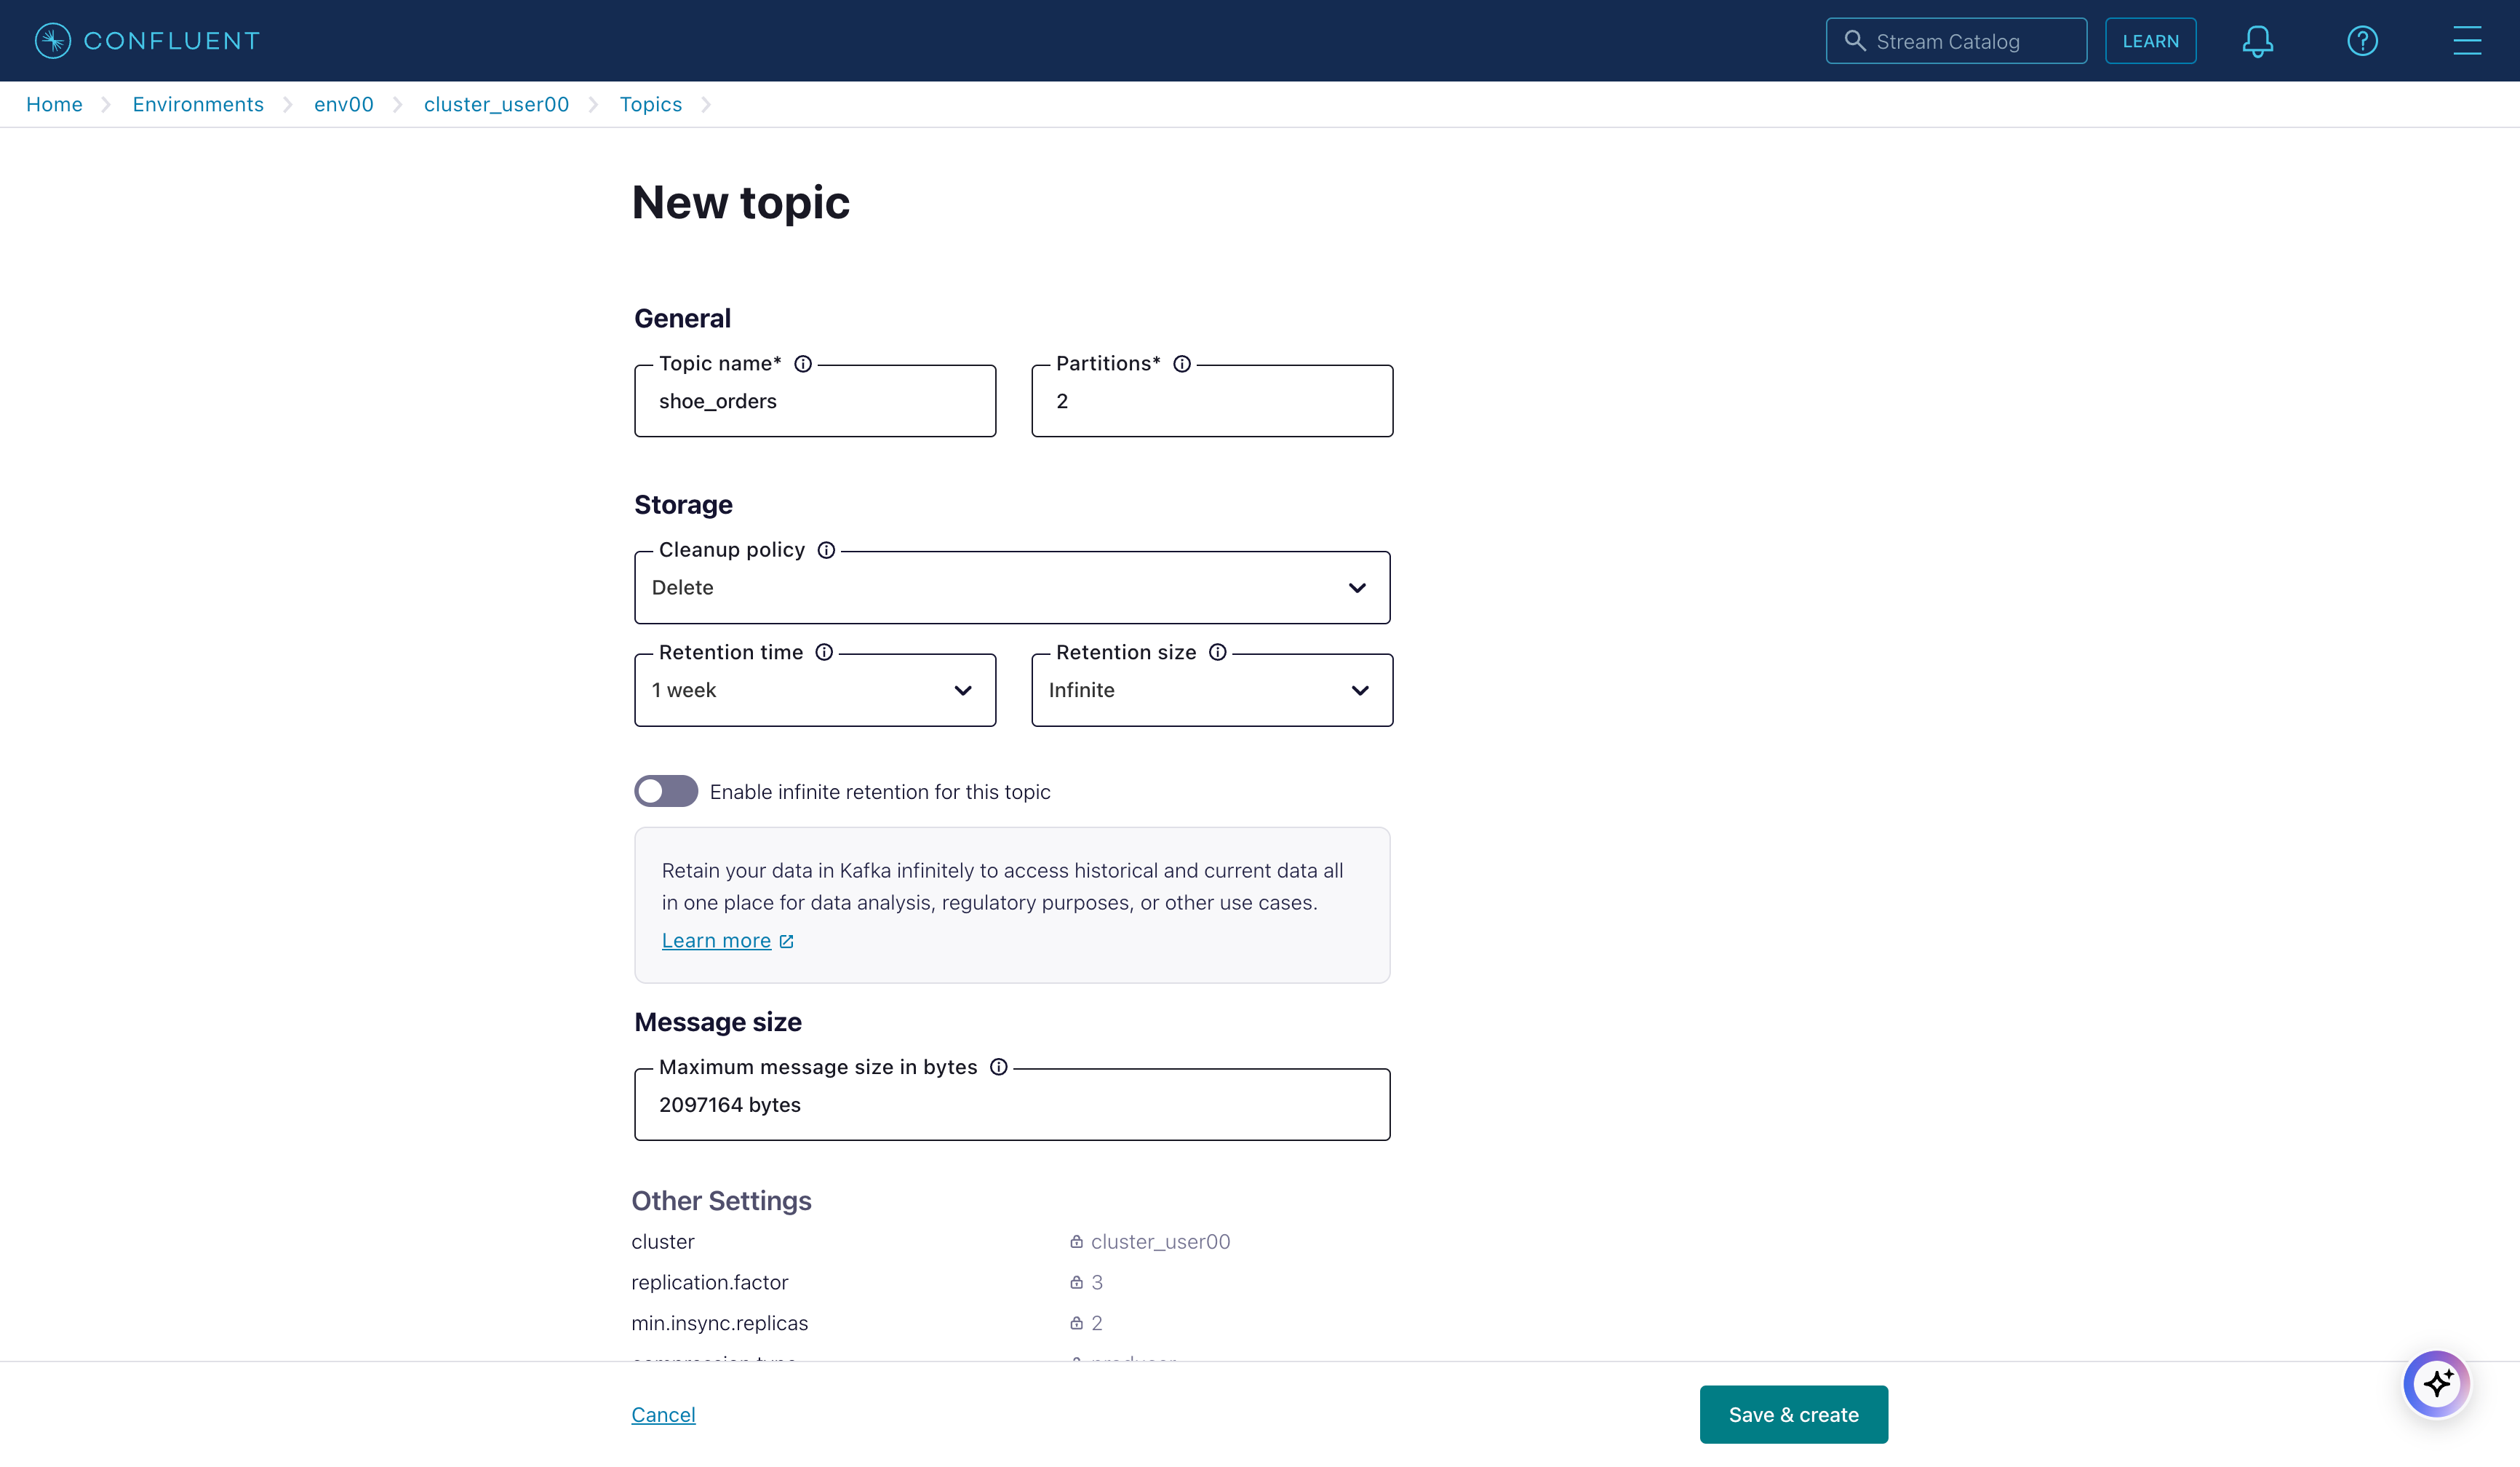 CONFLUENT
Stream Catalog
LEARN
Home
Environments
env00
cluster_user00
Topics
New topic
General
Topic name*
shoe_orders
Partitions*
2
Storage
Cleanup policy
Delete
Retention time
1 week
Retention size
Infinite
Enable infinite retention for this topic
Retain your data in Kafka infinitely to access historical and current data all
in one place for data analysis, regulatory purposes, or other use cases.
Learn more
Message size
Maximum message size in bytes
2097164 bytes
Other Settings
cluster
cluster_user00
replication.factor
3
min.insync.replicas
2
Cancel
Save & create